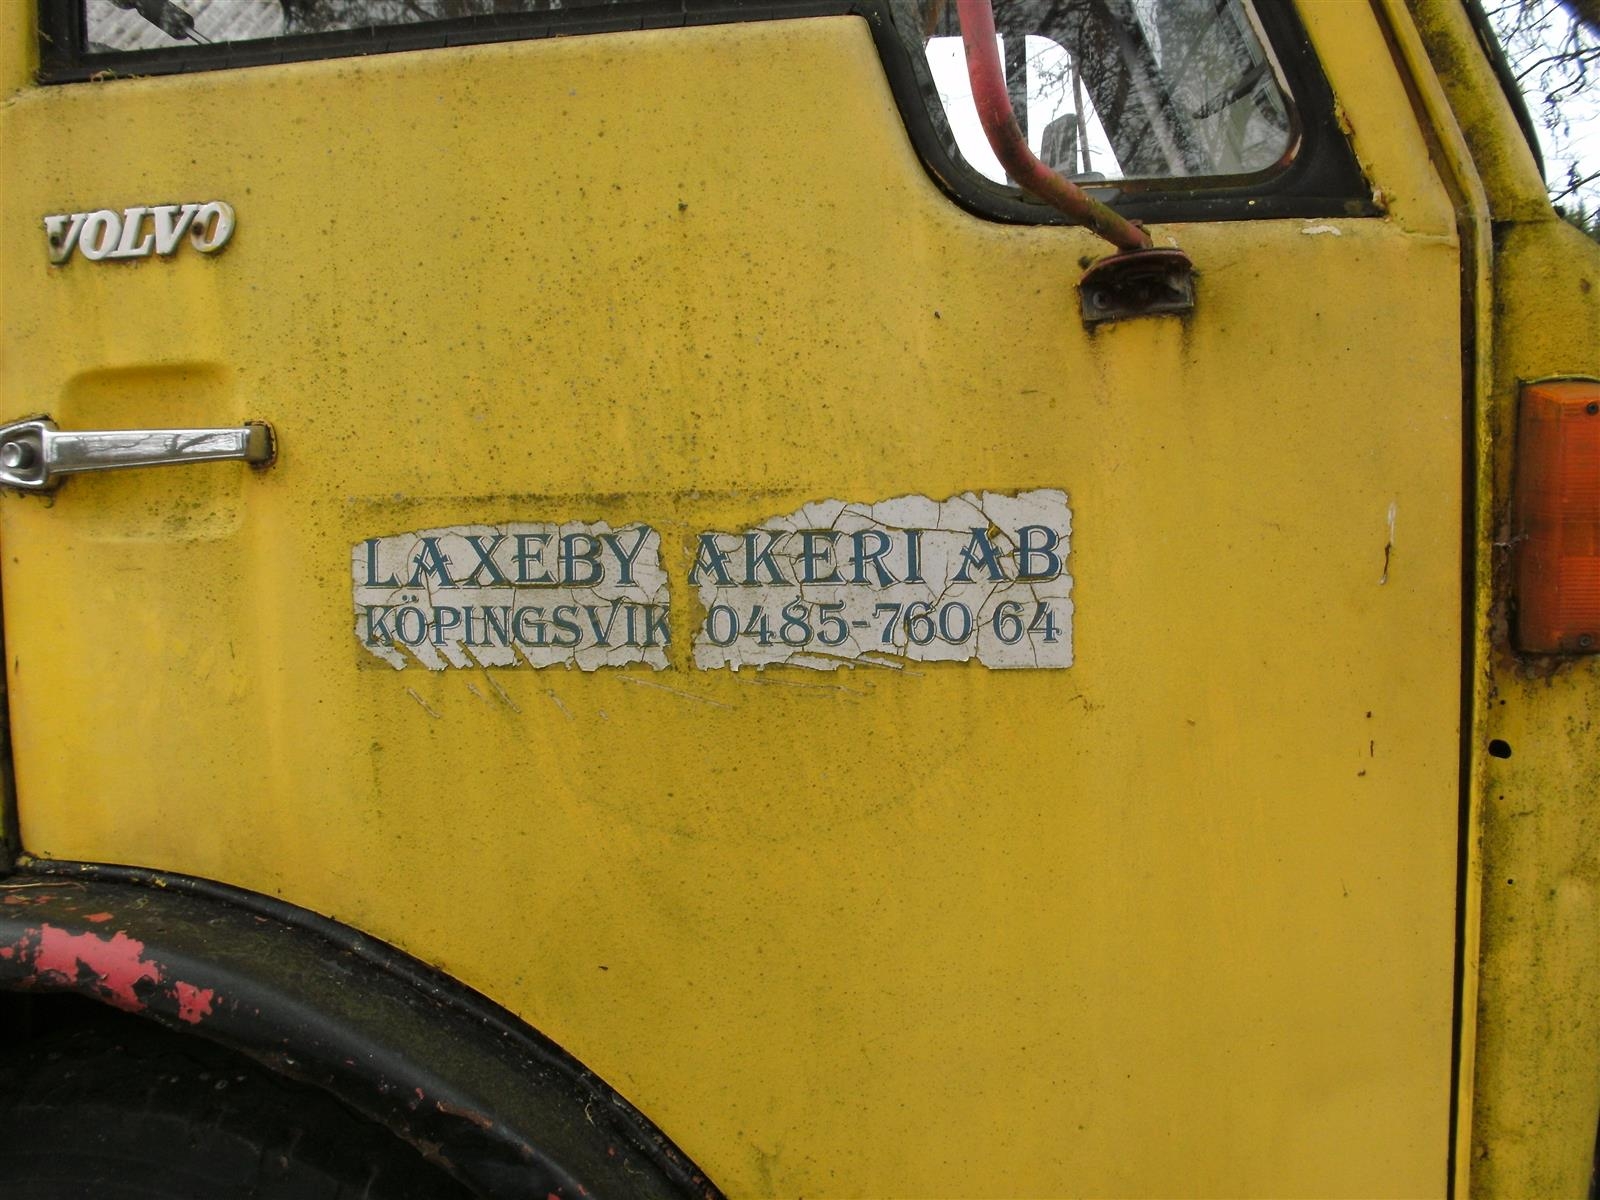 VOLVO
LAXEBY AKERI AB
KÖPINGSVIK 0485-760 64